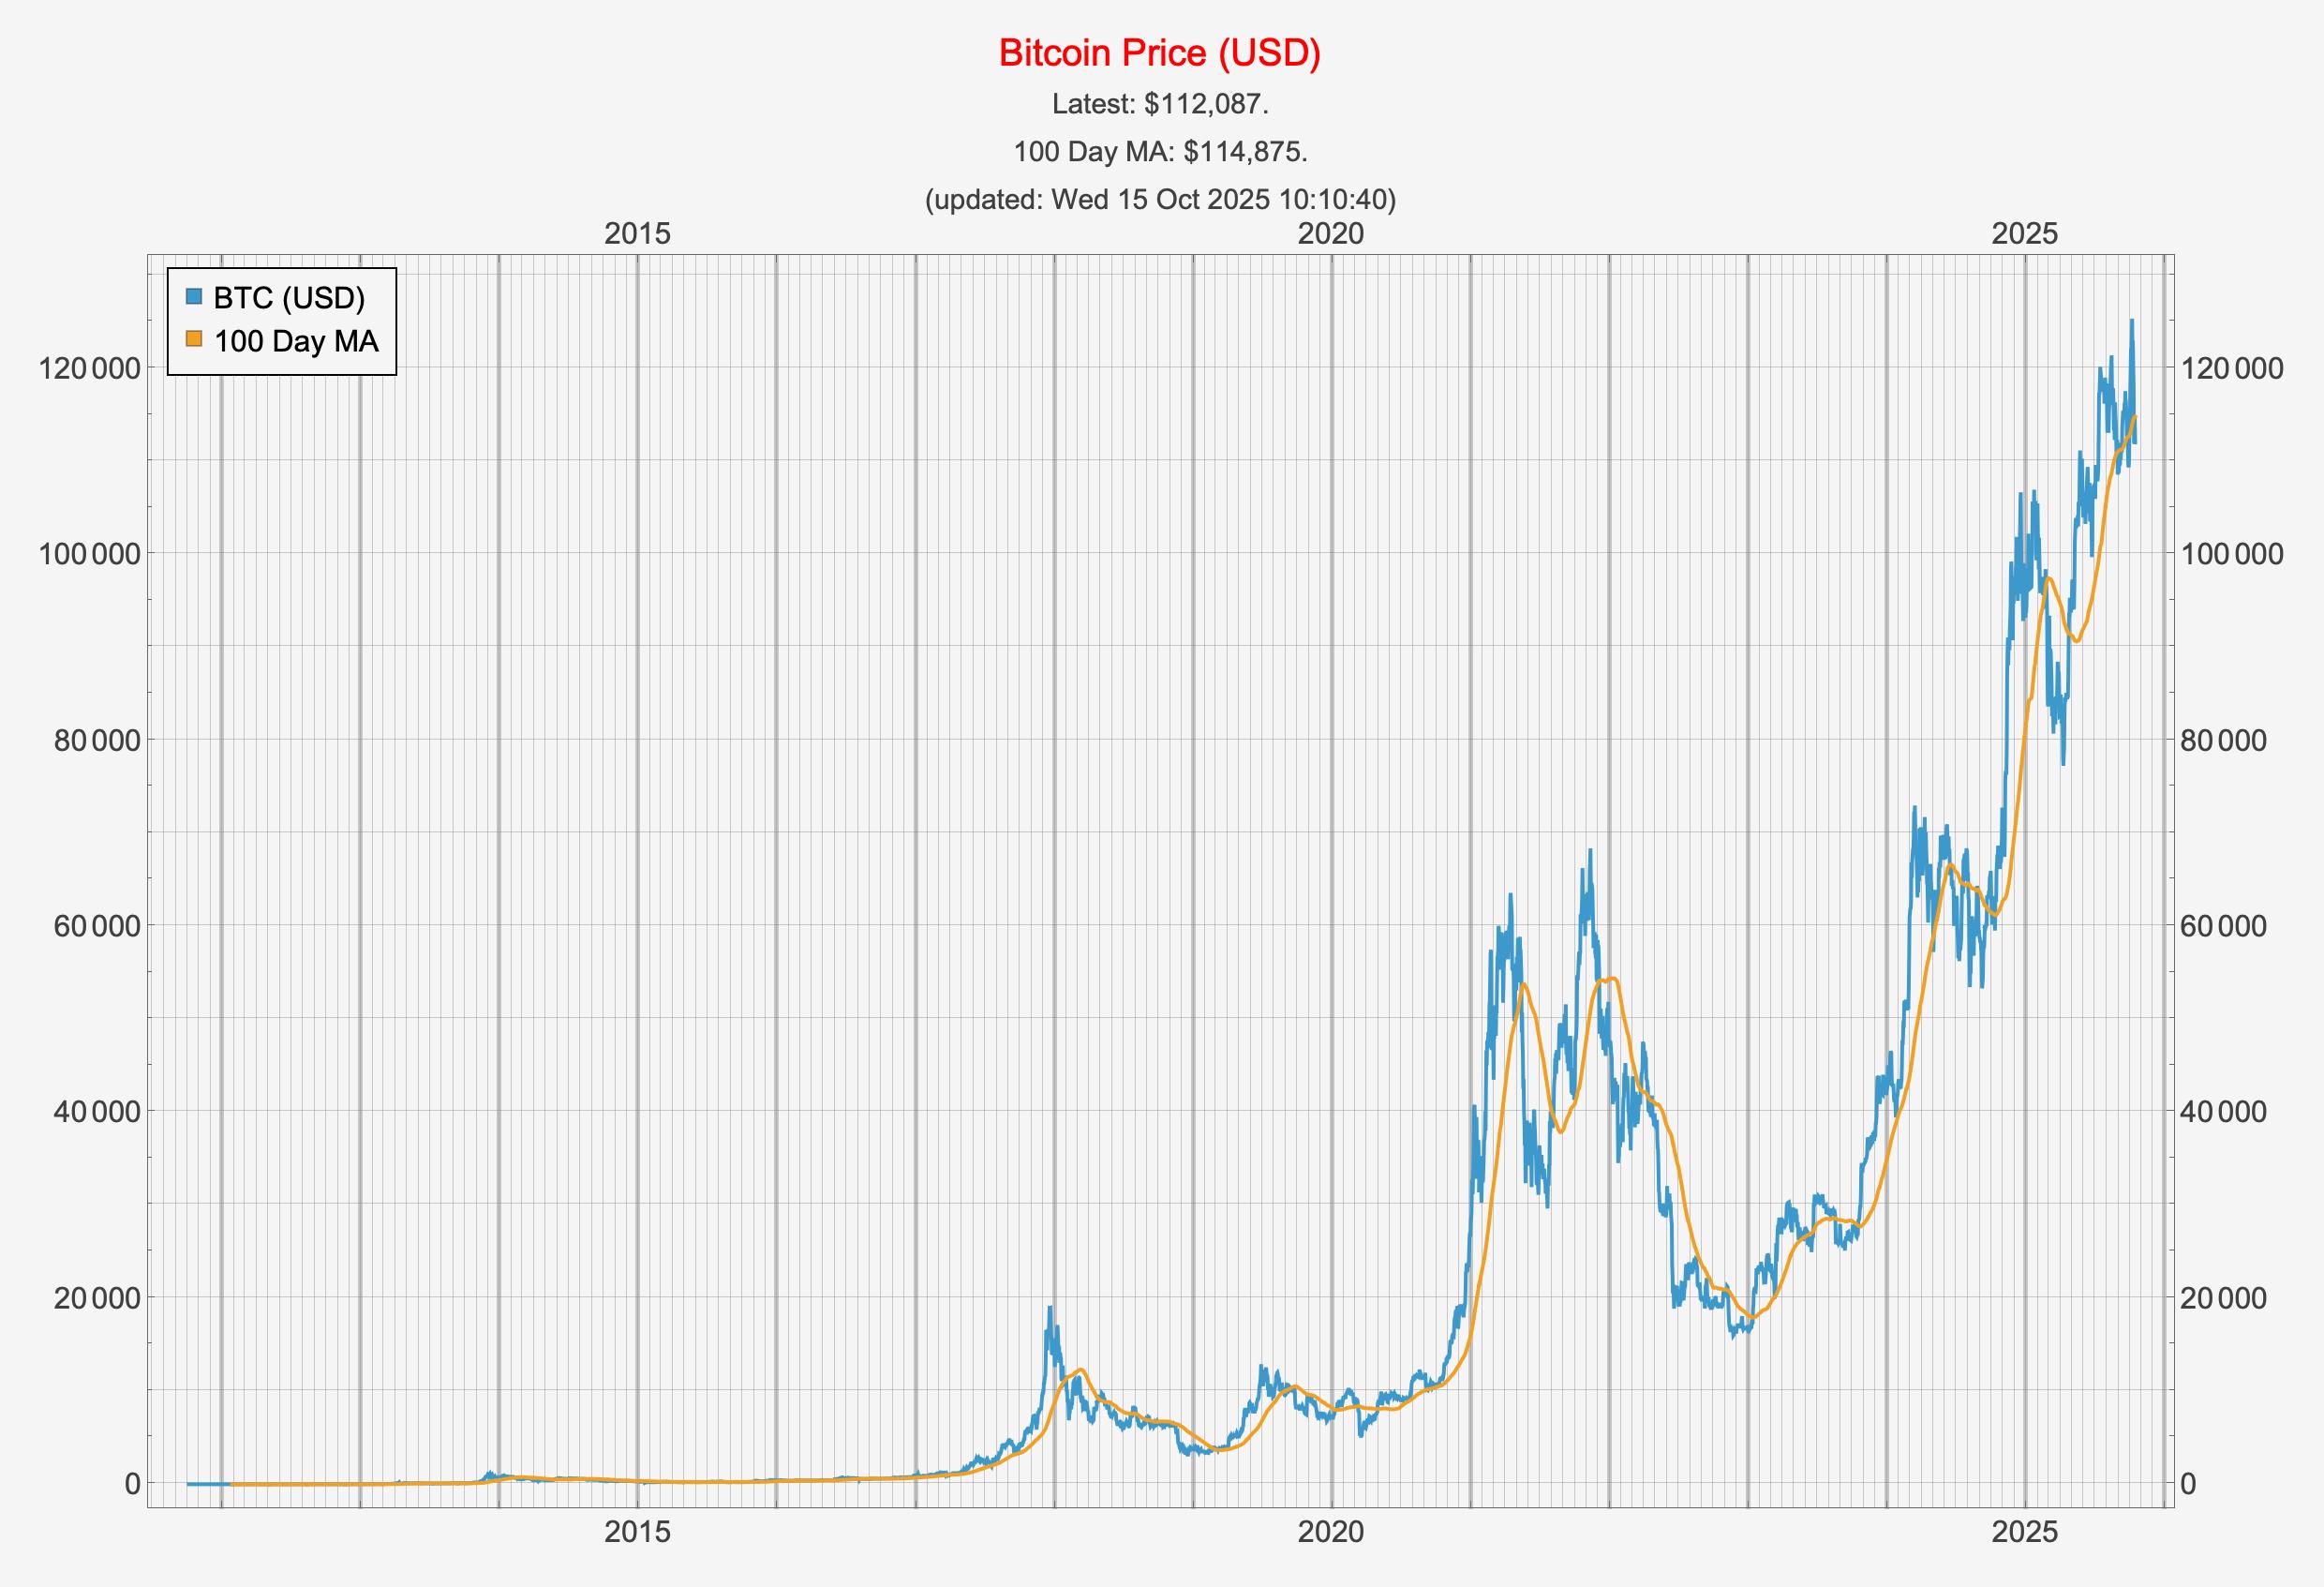 Bitcoin Price (USD)
Latest: $112,087.
100 Day MA: $114,875.
(updated: Wed 15 Oct 2025 10:10:40)
2015 2020 2025
BTC (USD)
100 Day MA
120 000 120 000
100 000 100 000
80 000 80 000
60 000 60 000
40 000 40 000
20 000 20 000
0 0
2015 2020 2025